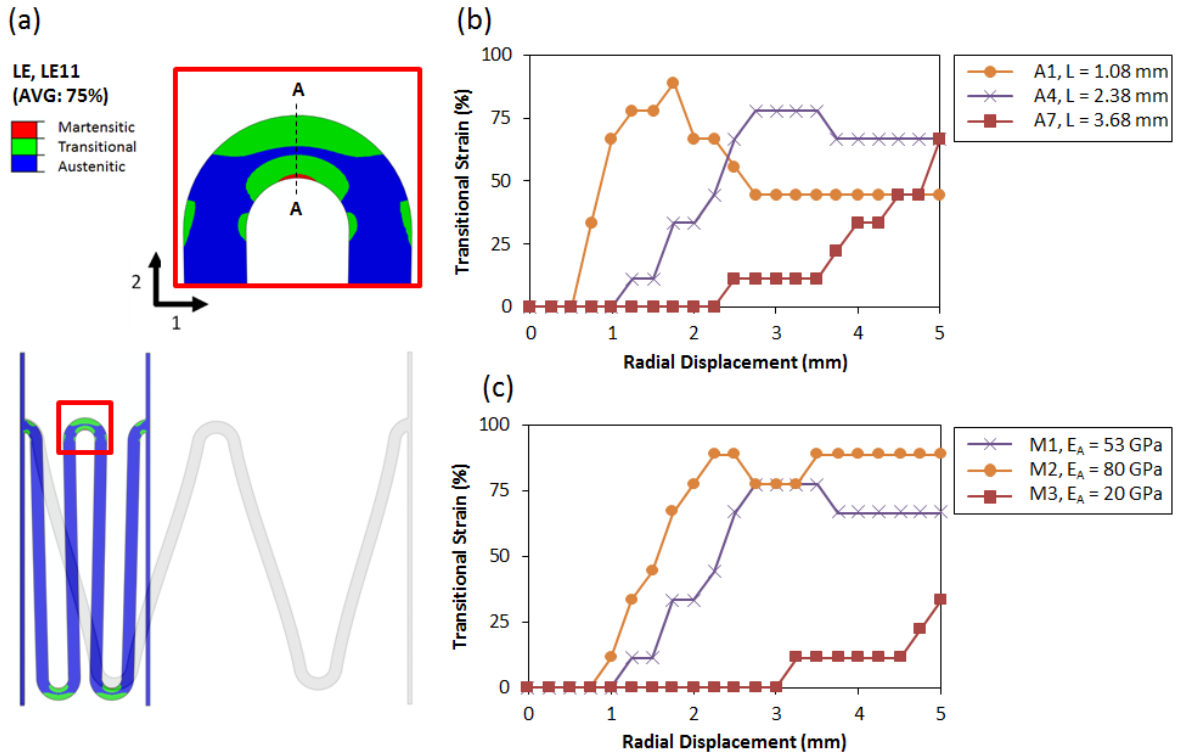 (a)
LE, LE11
(AVG: 75%)
Martensitic
Transitional
Austenitic
A
A
2
1
(b)
100
75
50
25
0
Transitional Strain (%)
0 1 2 3 4 5
Radial Displacement (mm)
A1, L = 1.08 mm
A4, L = 2.38 mm
A7, L = 3.68 mm
(c)
100
75
50
25
0
Transitional Strain (%)
0 1 2 3 4 5
Radial Displacement (mm)
M1, E_A = 53 GPa
M2, E_A = 80 GPa
M3, E_A = 20 GPa